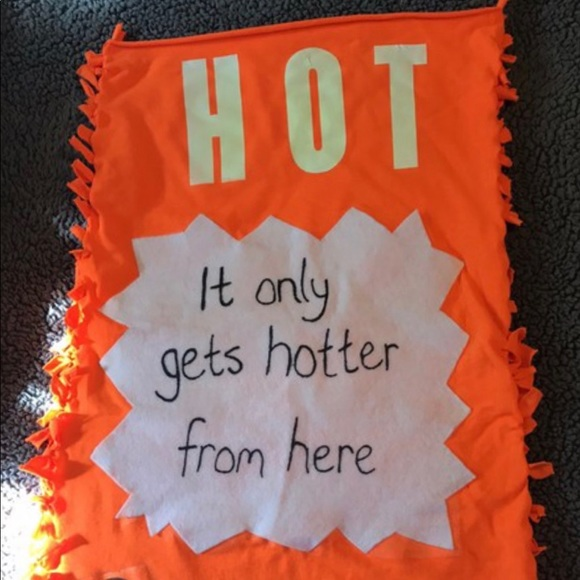 HOT
It only
gets hotter
from here